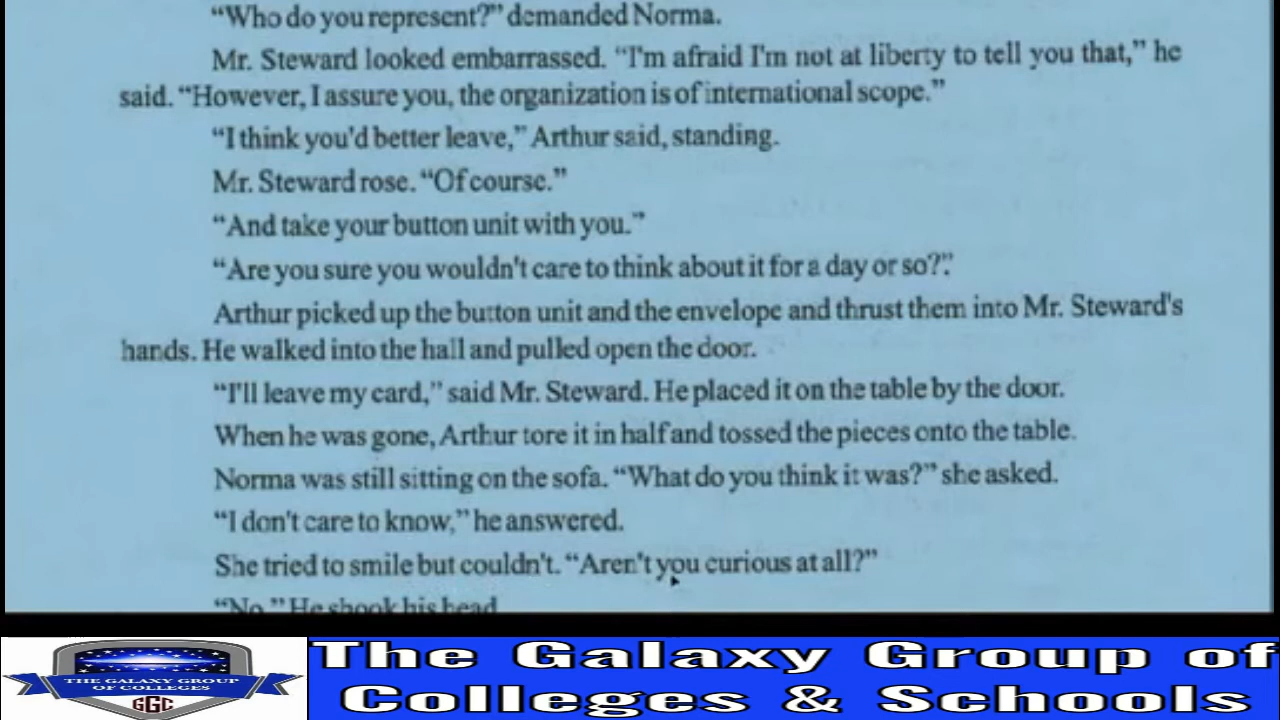 “Who do you represent?” demanded Norma.
Mr. Steward looked embarrassed. “I'm afraid I'm not at liberty to tell you that,” he
said. “However, I assure you, the organization is of international scope.”
“I think you'd better leave,” Arthur said, standing.
Mr. Steward rose. “Of course.”
“And take your button unit with you.”
“Are you sure you wouldn't care to think about it for a day or so?”
Arthur picked up the button unit and the envelope and thrust them into Mr. Steward's
hands. He walked into the hall and pulled open the door.
“I'll leave my card,” said Mr. Steward. He placed it on the table by the door.
When he was gone, Arthur tore it in half and tossed the pieces onto the table.
Norma was still sitting on the sofa. “What do you think it was?” she asked.
“I don't care to know,” he answered.
She tried to smile but couldn't. “Aren't you curious at all?”
“No.” He shook his head
THE GALAXY GROUP
OF COLLEGES
GGC
The Galaxy Group of
Colleges & Schools